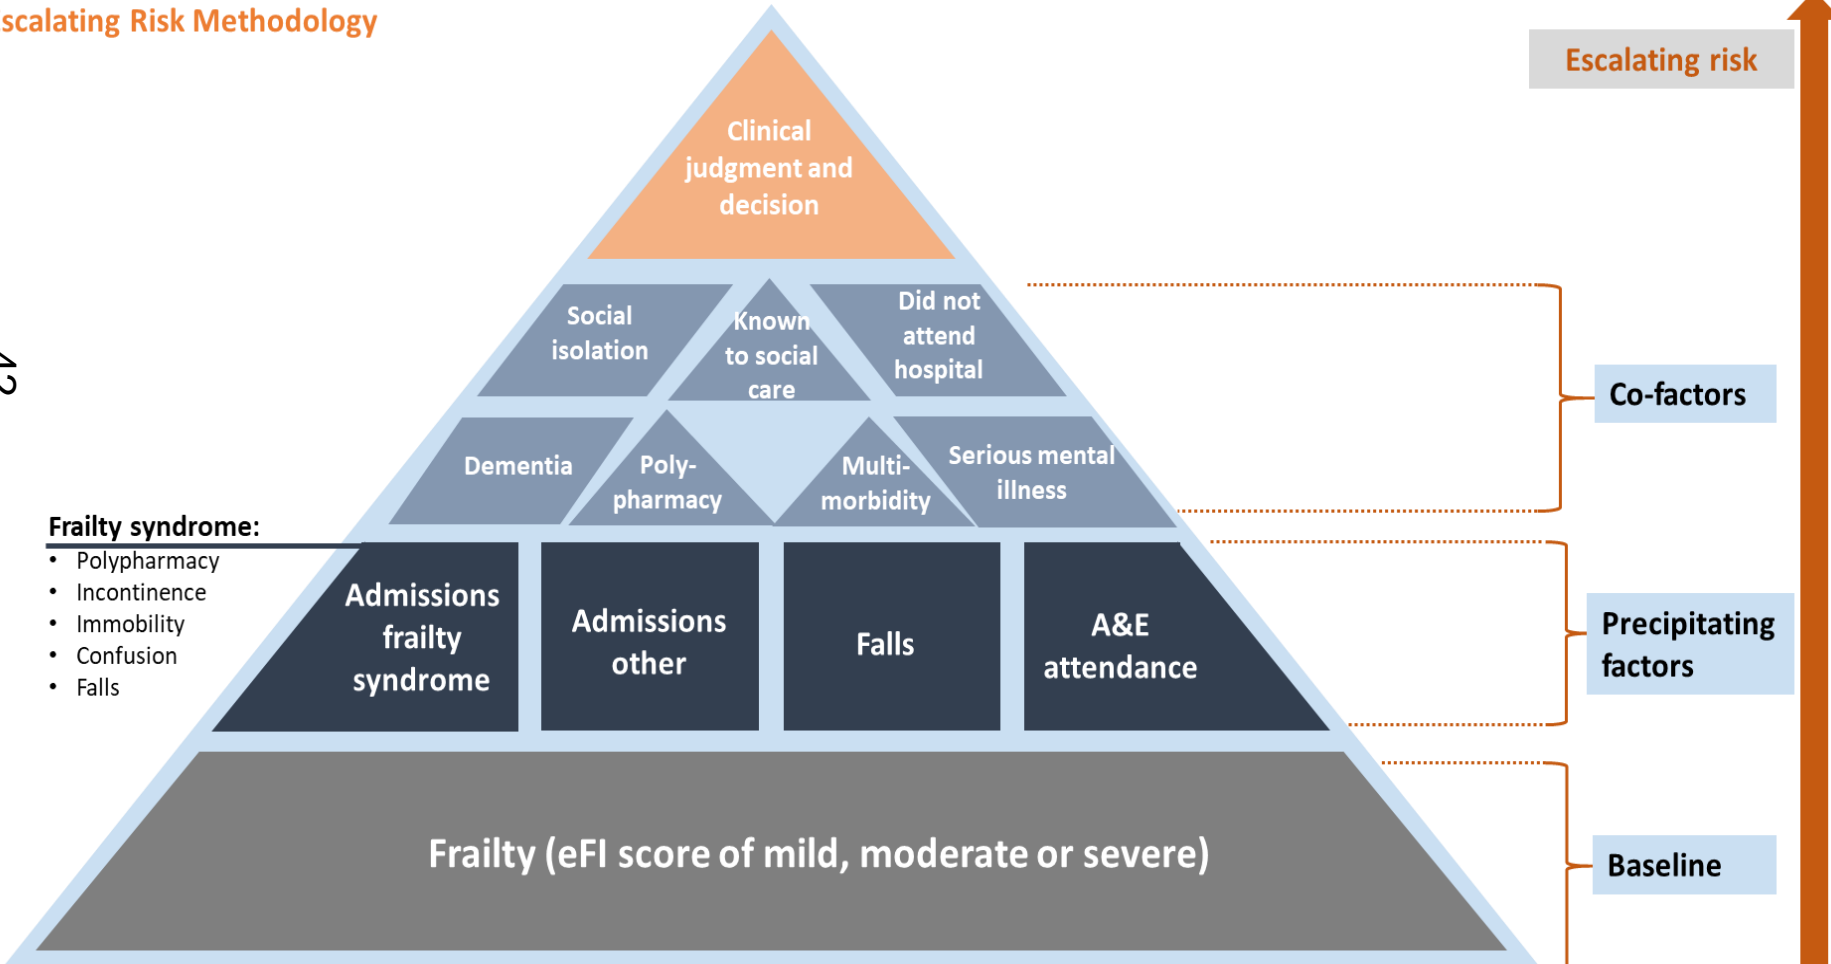 scalating Risk Methodology
Escalating risk
Clinical
judgment and
decision
Social
isolation
Known
to social
care
Did not
attend
hospital
Co-factors
Dementia
Poly-
pharmacy
Multi-
morbidity
Serious mental
illness
42
Frailty syndrome:
• Polypharmacy
• Incontinence
• Immobility
• Confusion
• Falls
Admissions
frailty
syndrome
Admissions
other
Falls
A&E
attendance
Precipitating
factors
Frailty (eFI score of mild, moderate or severe)
Baseline